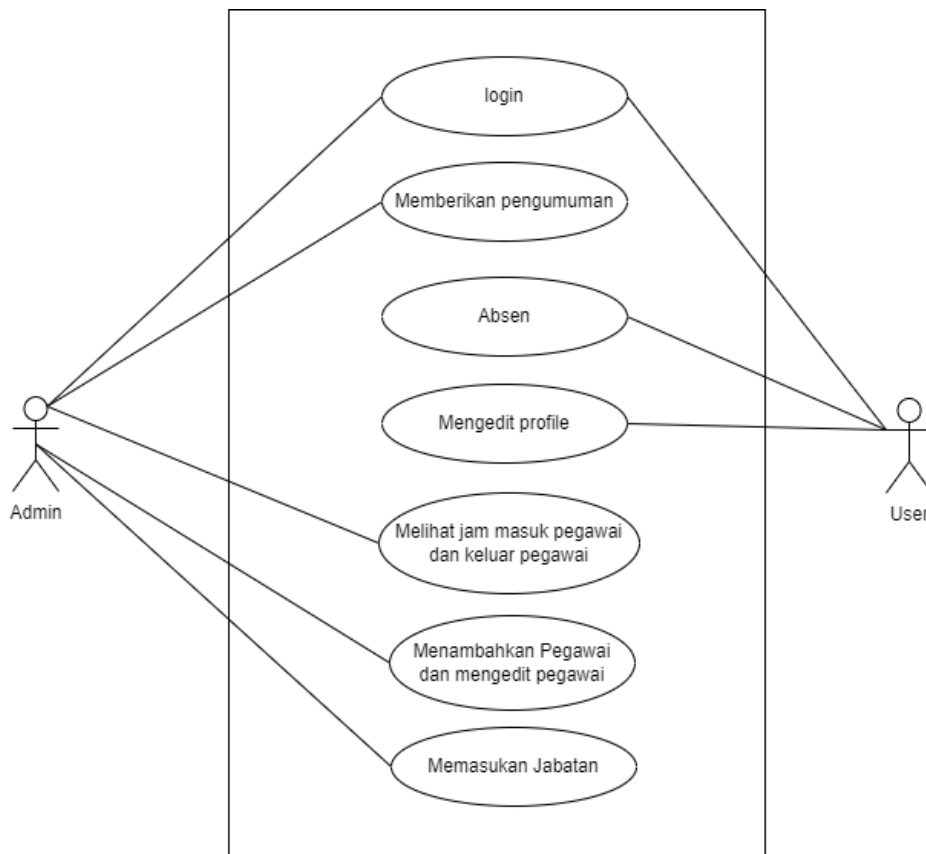 login
Memberikan pengumuman
Absen
Mengedit profile
Admin
User
Melihat jam masuk pegawai
dan keluar pegawai
Menambahkan Pegawai
dan mengedit pegawai
Memasukan Jabatan